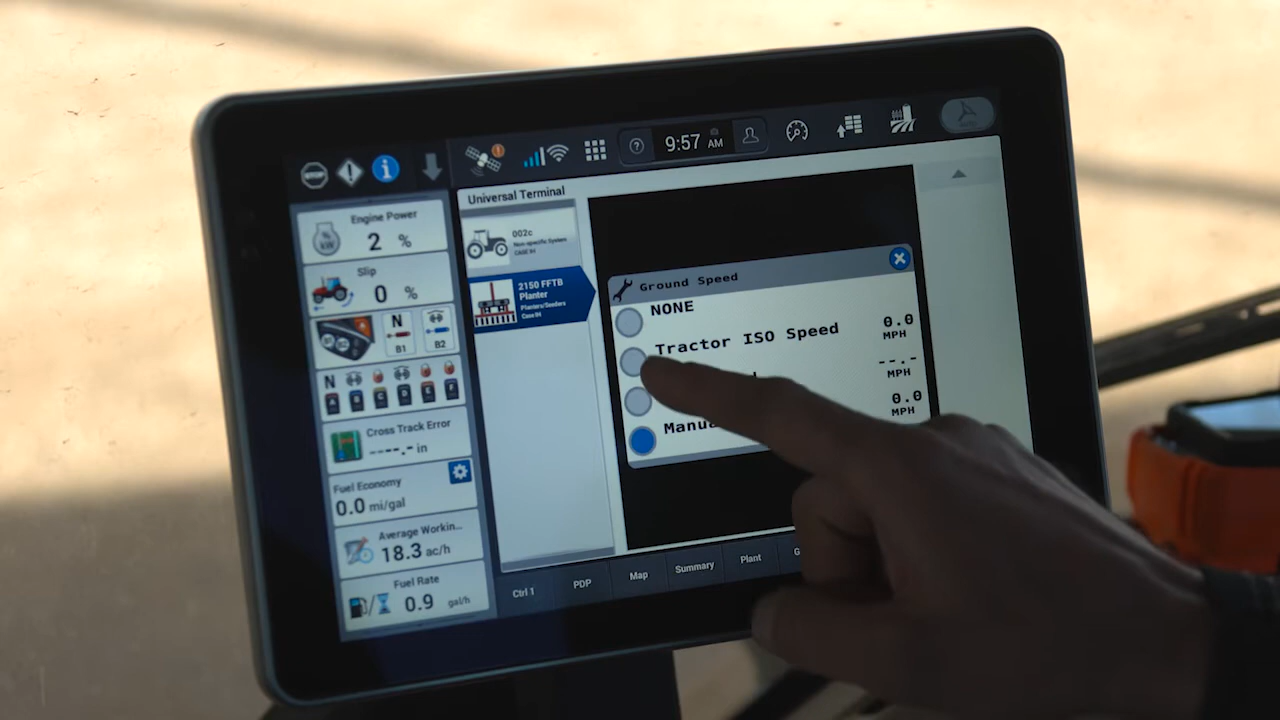 9:57 AM
Universal Terminal
Engine Power
2 %
Slip
0 %
N
B1
B2
N
A B C D E F
Cross Track Error
----.- in
Fuel Economy
0.0 mi/gal
Average Workin...
18.3 ac/h
Fuel Rate
0.9 gal/h
002c
Non-specific System
CASE IH
2150 FFTB
Planter
Planters/Seeders
Case IH
Ground Speed
NONE
Tractor ISO Speed 0.0
MPH
--.-
MPH
0.0
MPH
Ctrl 1
PDP
Map
Summary
Plant